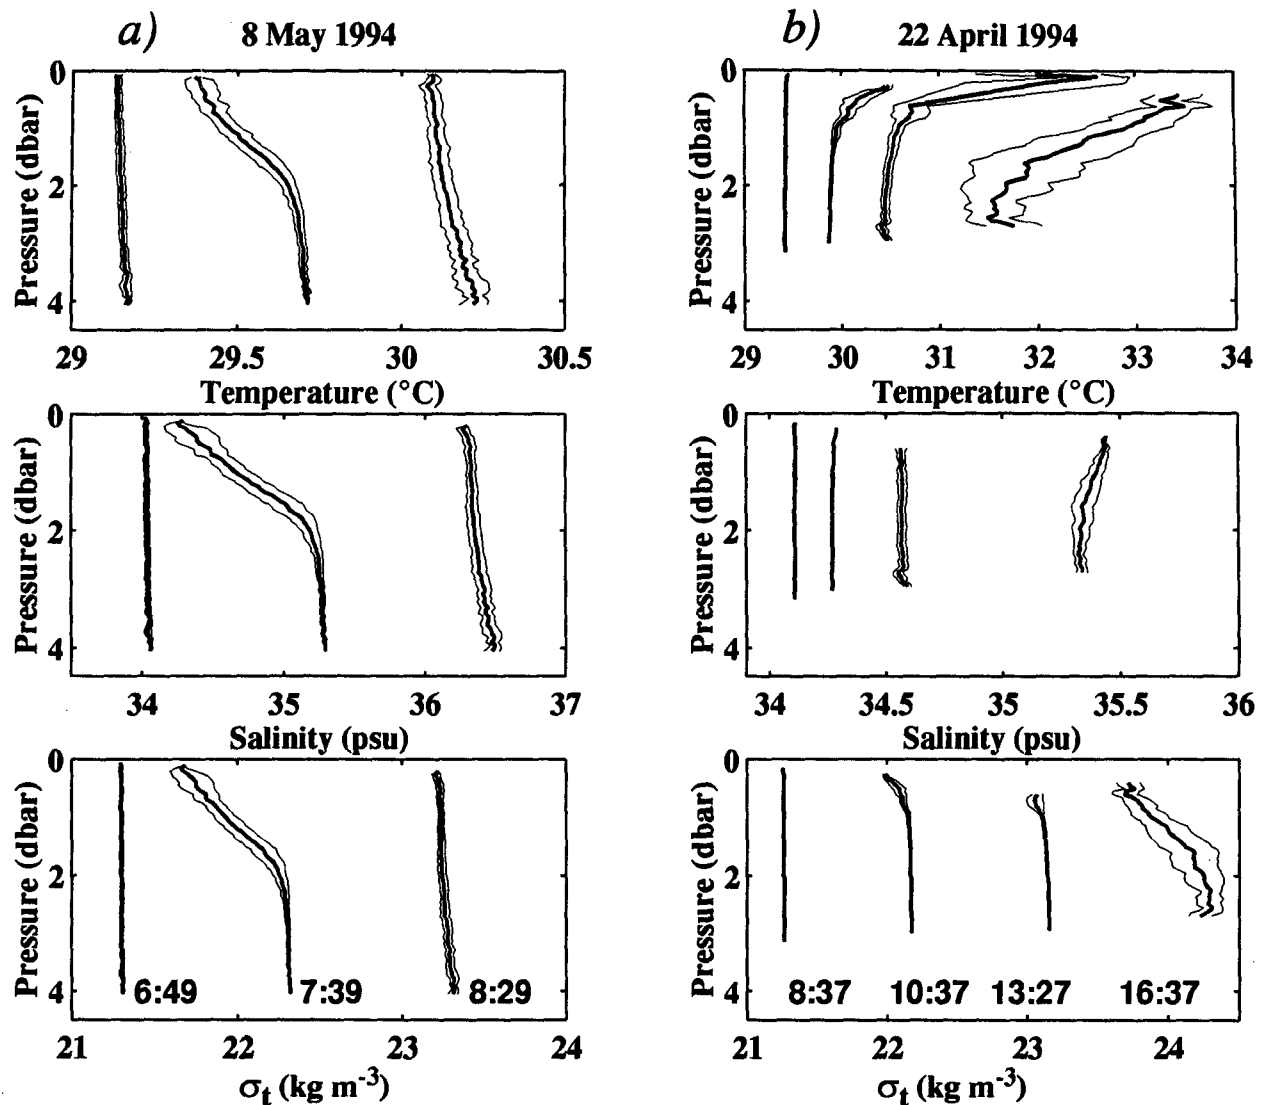 a) 8 May 1994
b) 22 April 1994
Pressure (dbar)
0
2
4
29 29.5 30 30.5
Temperature (°C)
Pressure (dbar)
0
2
4
29 30 31 32 33 34
Temperature (°C)
Pressure (dbar)
0
2
4
34 35 36 37
Salinity (psu)
Pressure (dbar)
0
2
4
34 34.5 35 35.5 36
Salinity (psu)
Pressure (dbar)
0
2
4
6:49 7:39 8:29
21 22 23 24
σt (kg m-3)
Pressure (dbar)
0
2
4
8:37 10:37 13:27 16:37
21 22 23 24
σt (kg m-3)